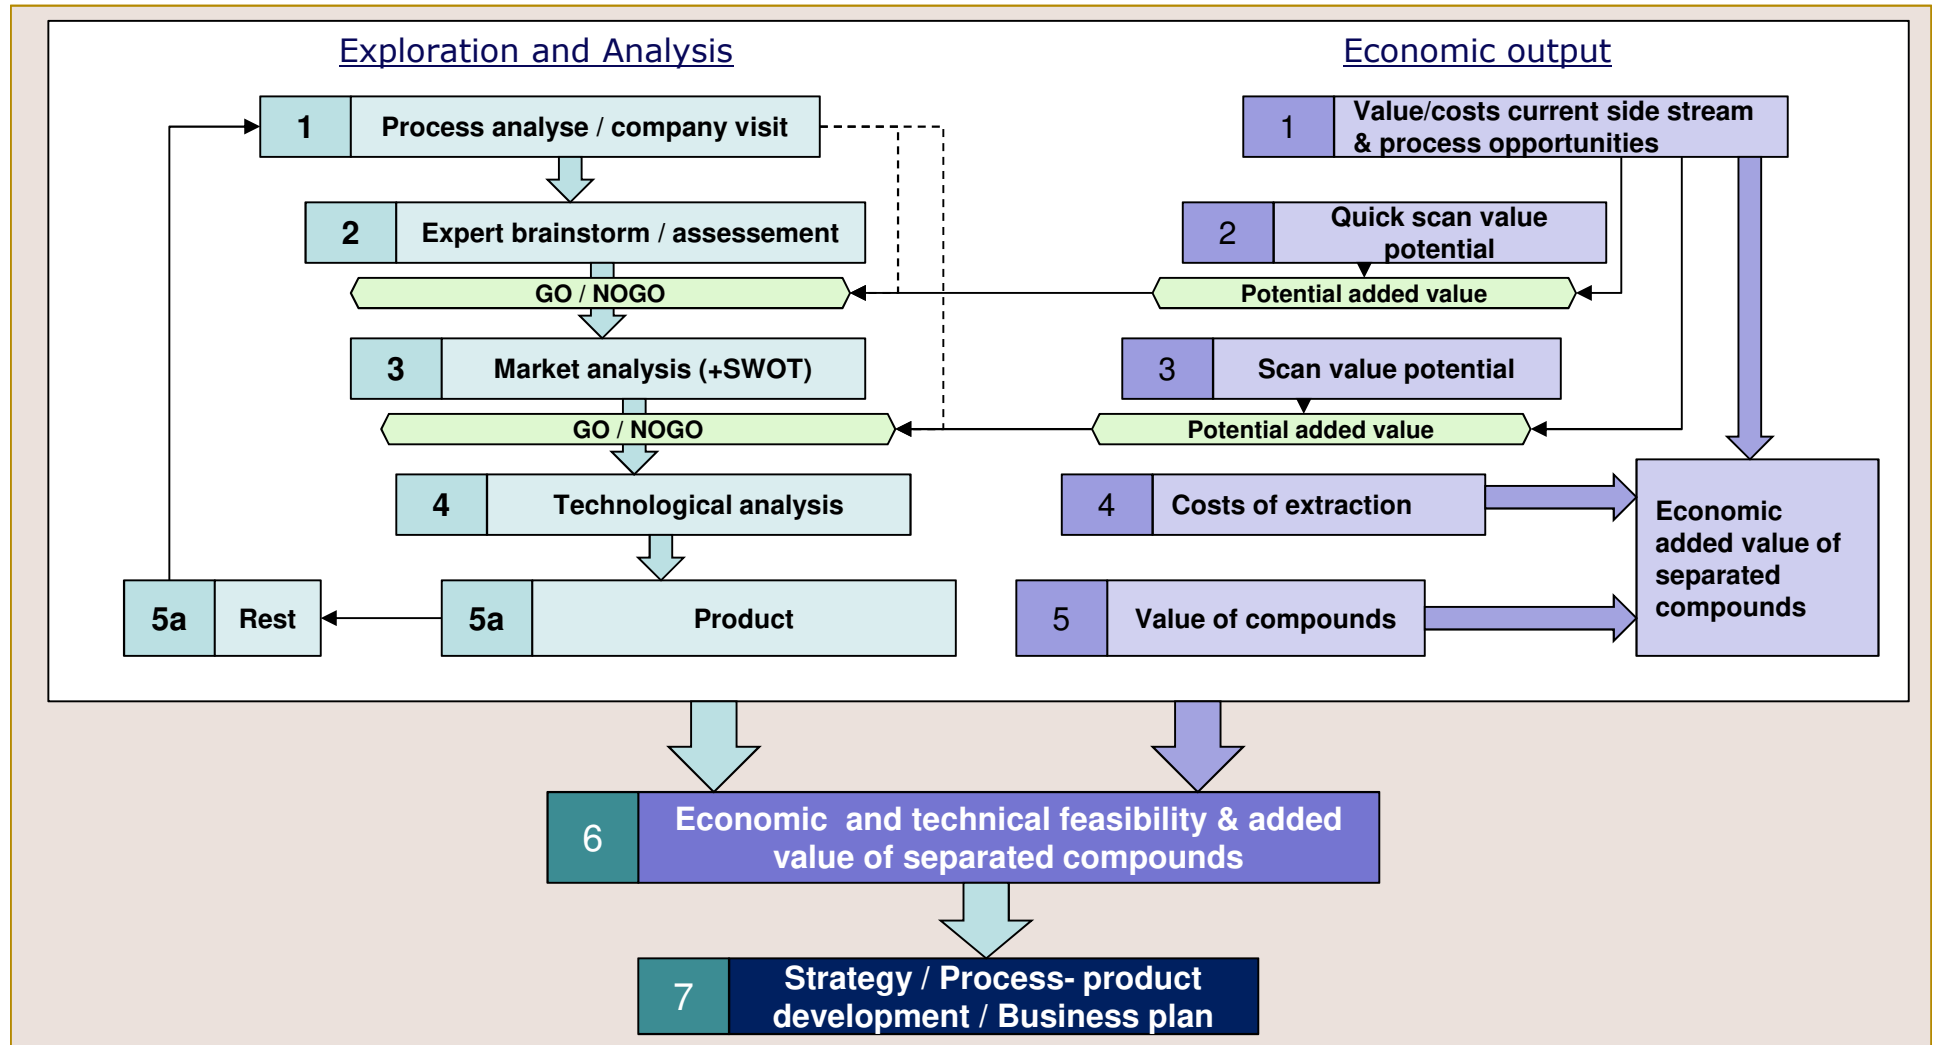 Exploration and Analysis
Economic output
1
Process analyse / company visit
1
Value/costs current side stream
& process opportunities
2
Expert brainstorm / assessement
2
Quick scan value
potential
GO / NOGO
Potential added value
3
Market analysis (+SWOT)
3
Scan value potential
GO / NOGO
Potential added value
4
Technological analysis
4
Costs of extraction
Economic
added value of
separated
compounds
5a
Rest
5a
Product
5
Value of compounds
6
Economic  and technical feasibility & added
value of separated compounds
7
Strategy / Process- product
development / Business plan